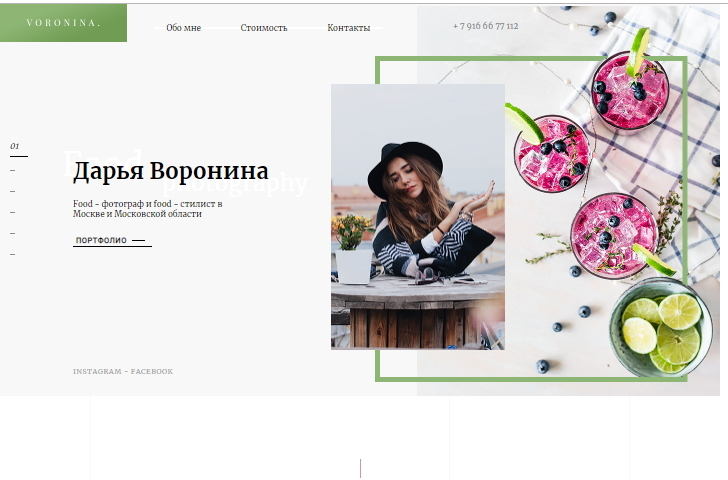 VORONINA.
Обо мне
Стоимость
Контакты
+ 7 916 66 77 112
01
Food
photography
Дарья Воронина
Food - фотограф и food - стилист в
Москве и Московской области
ПОРТФОЛИО
INSTAGRAM - FACEBOOK